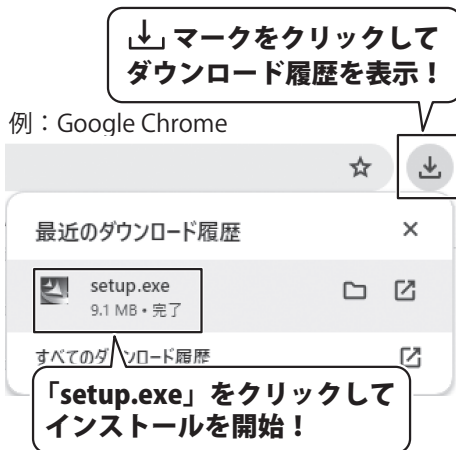 マークをクリックして
ダウンロード履歴を表示！
例：Google Chrome
最近のダウンロード履歴
setup.exe
9.1 MB • 完了
すべてのダウンロード履歴
「setup.exe」をクリックして
インストールを開始！